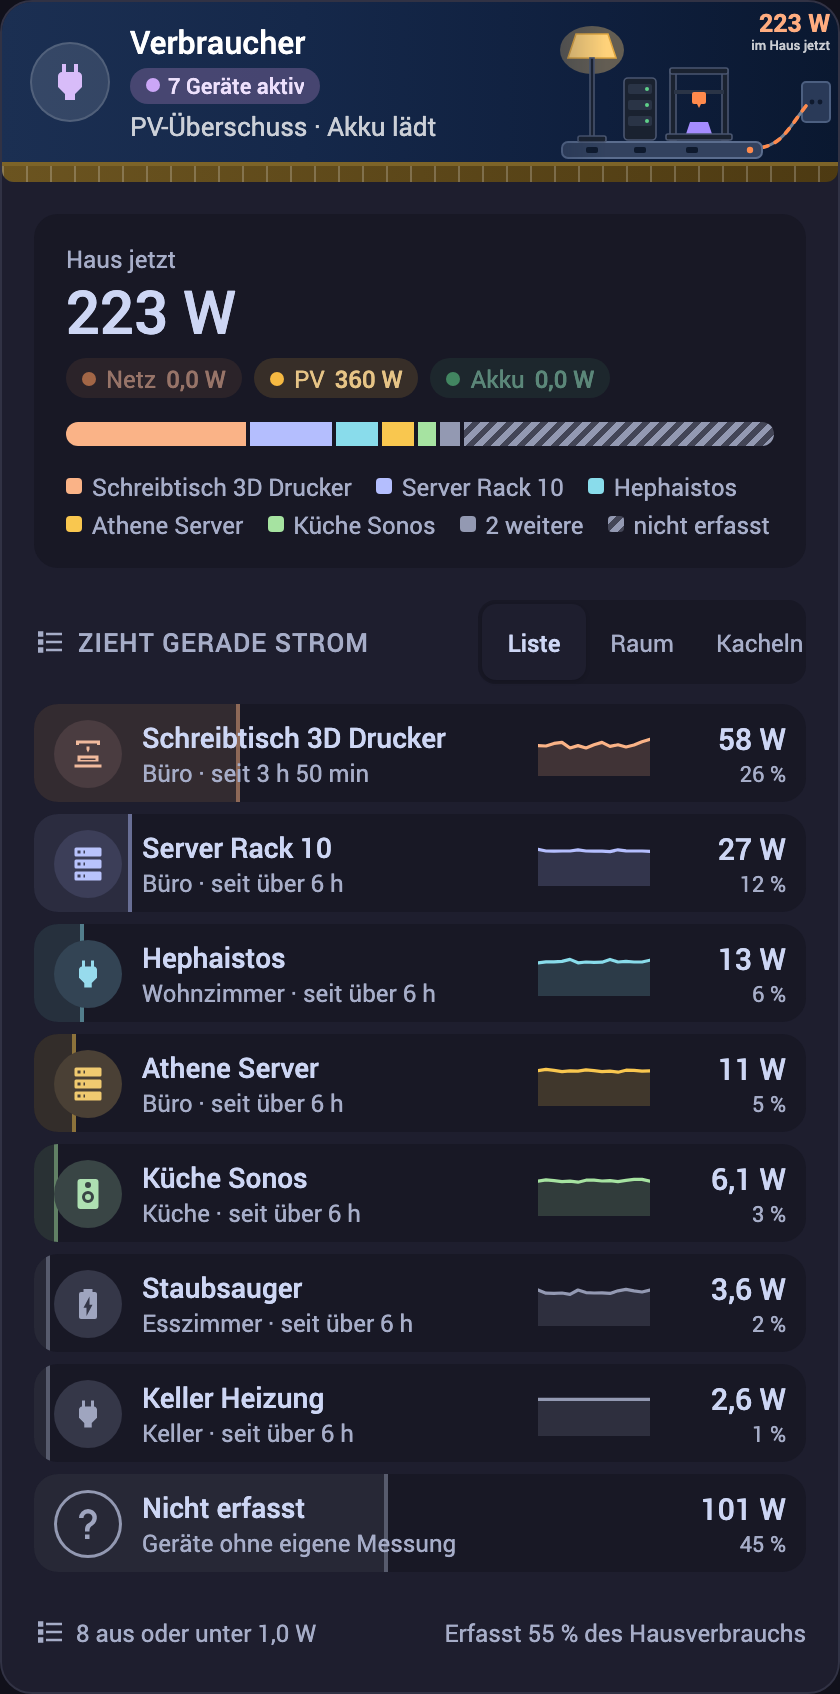 Verbraucher
223 W
im Haus jetzt
7 Geräte aktiv
PV-Überschuss · Akku lädt
Haus jetzt
223 W
Netz 0,0 W PV 360 W Akku 0,0 W
Schreibtisch 3D Drucker Server Rack 10 Hephaistos
Athene Server Küche Sonos 2 weitere nicht erfasst
ZIEHT GERADE STROM Liste Raum Kacheln
Schreibtisch 3D Drucker 58 W
Büro · seit 3 h 50 min 26 %
Server Rack 10 27 W
Büro · seit über 6 h 12 %
Hephaistos 13 W
Wohnzimmer · seit über 6 h 6 %
Athene Server 11 W
Büro · seit über 6 h 5 %
Küche Sonos 6,1 W
Küche · seit über 6 h 3 %
Staubsauger 3,6 W
Esszimmer · seit über 6 h 2 %
Keller Heizung 2,6 W
Keller · seit über 6 h 1 %
? Nicht erfasst 101 W
Geräte ohne eigene Messung 45 %
8 aus oder unter 1,0 W Erfasst 55 % des Hausverbrauchs